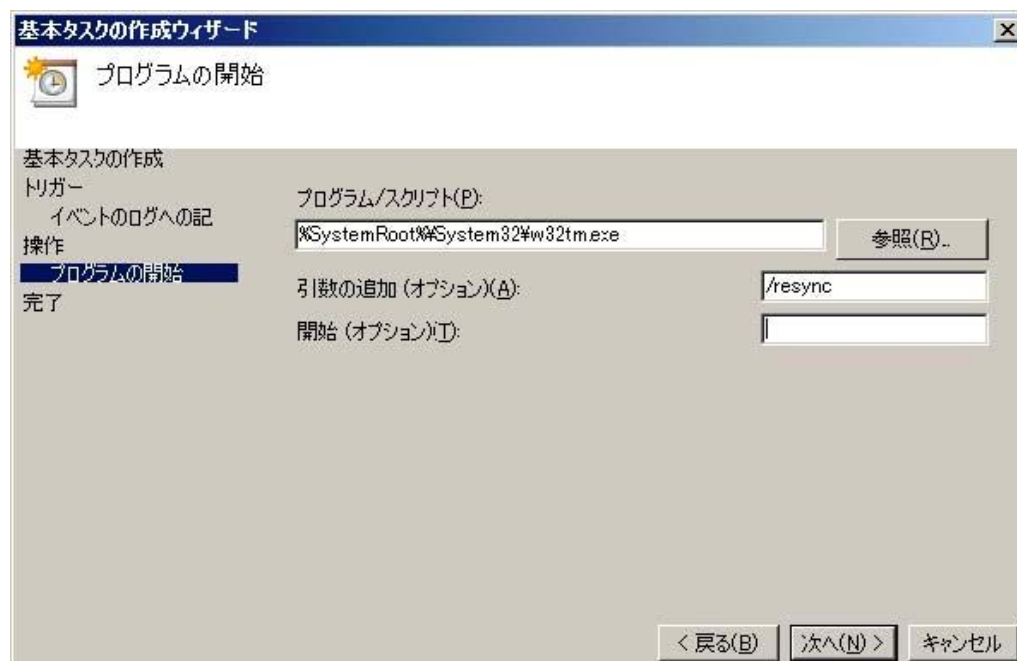 基本タスクの作成ウィザード
プログラムの開始
基本タスクの作成
トリガー
イベントのログへの記
操作
プログラムの開始
完了
プログラム/スクリプト(P):
%SystemRoot%¥System32¥w32tm.exe
参照(R)...
引数の追加 (オプション)(A):
/resync
開始 (オプション)(T):
< 戻る(B)
次へ(N) >
キャンセル